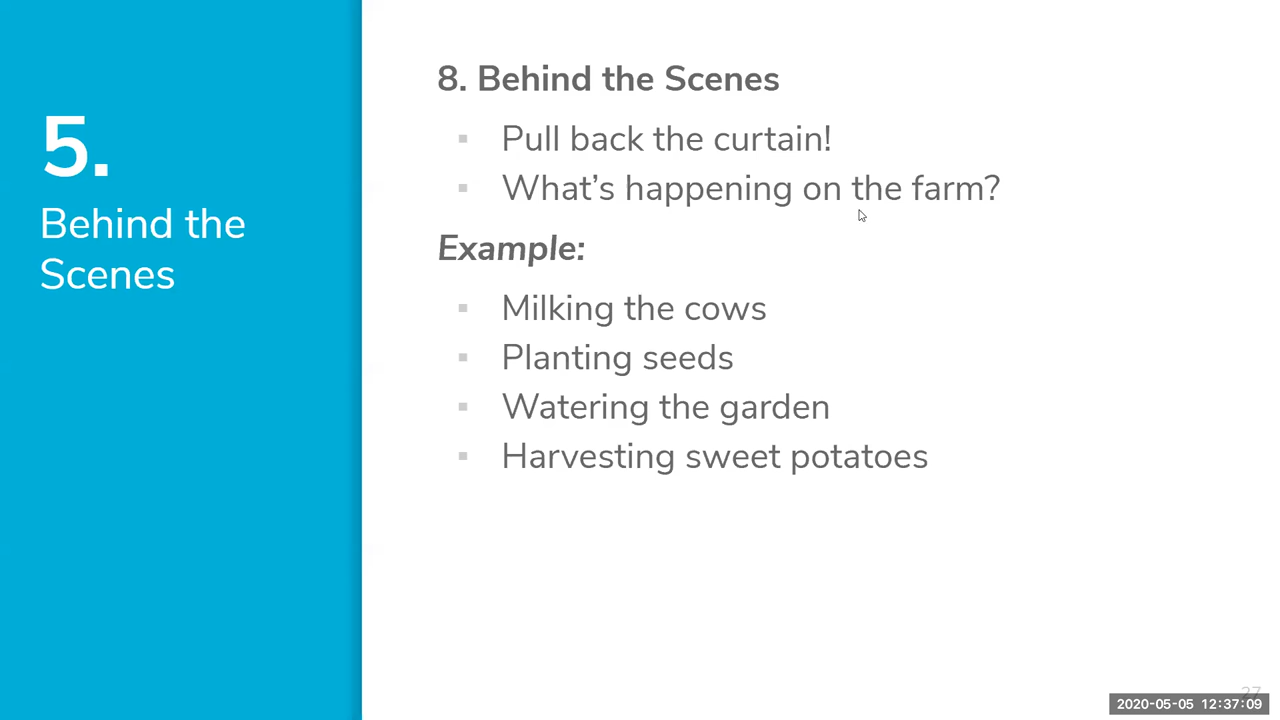 5.
Behind the
Scenes
8. Behind the Scenes
Pull back the curtain!
What's happening on the farm?
Example:
Milking the cows
Planting seeds
Watering the garden
Harvesting sweet potatoes
27
2020-05-05 12:37:09